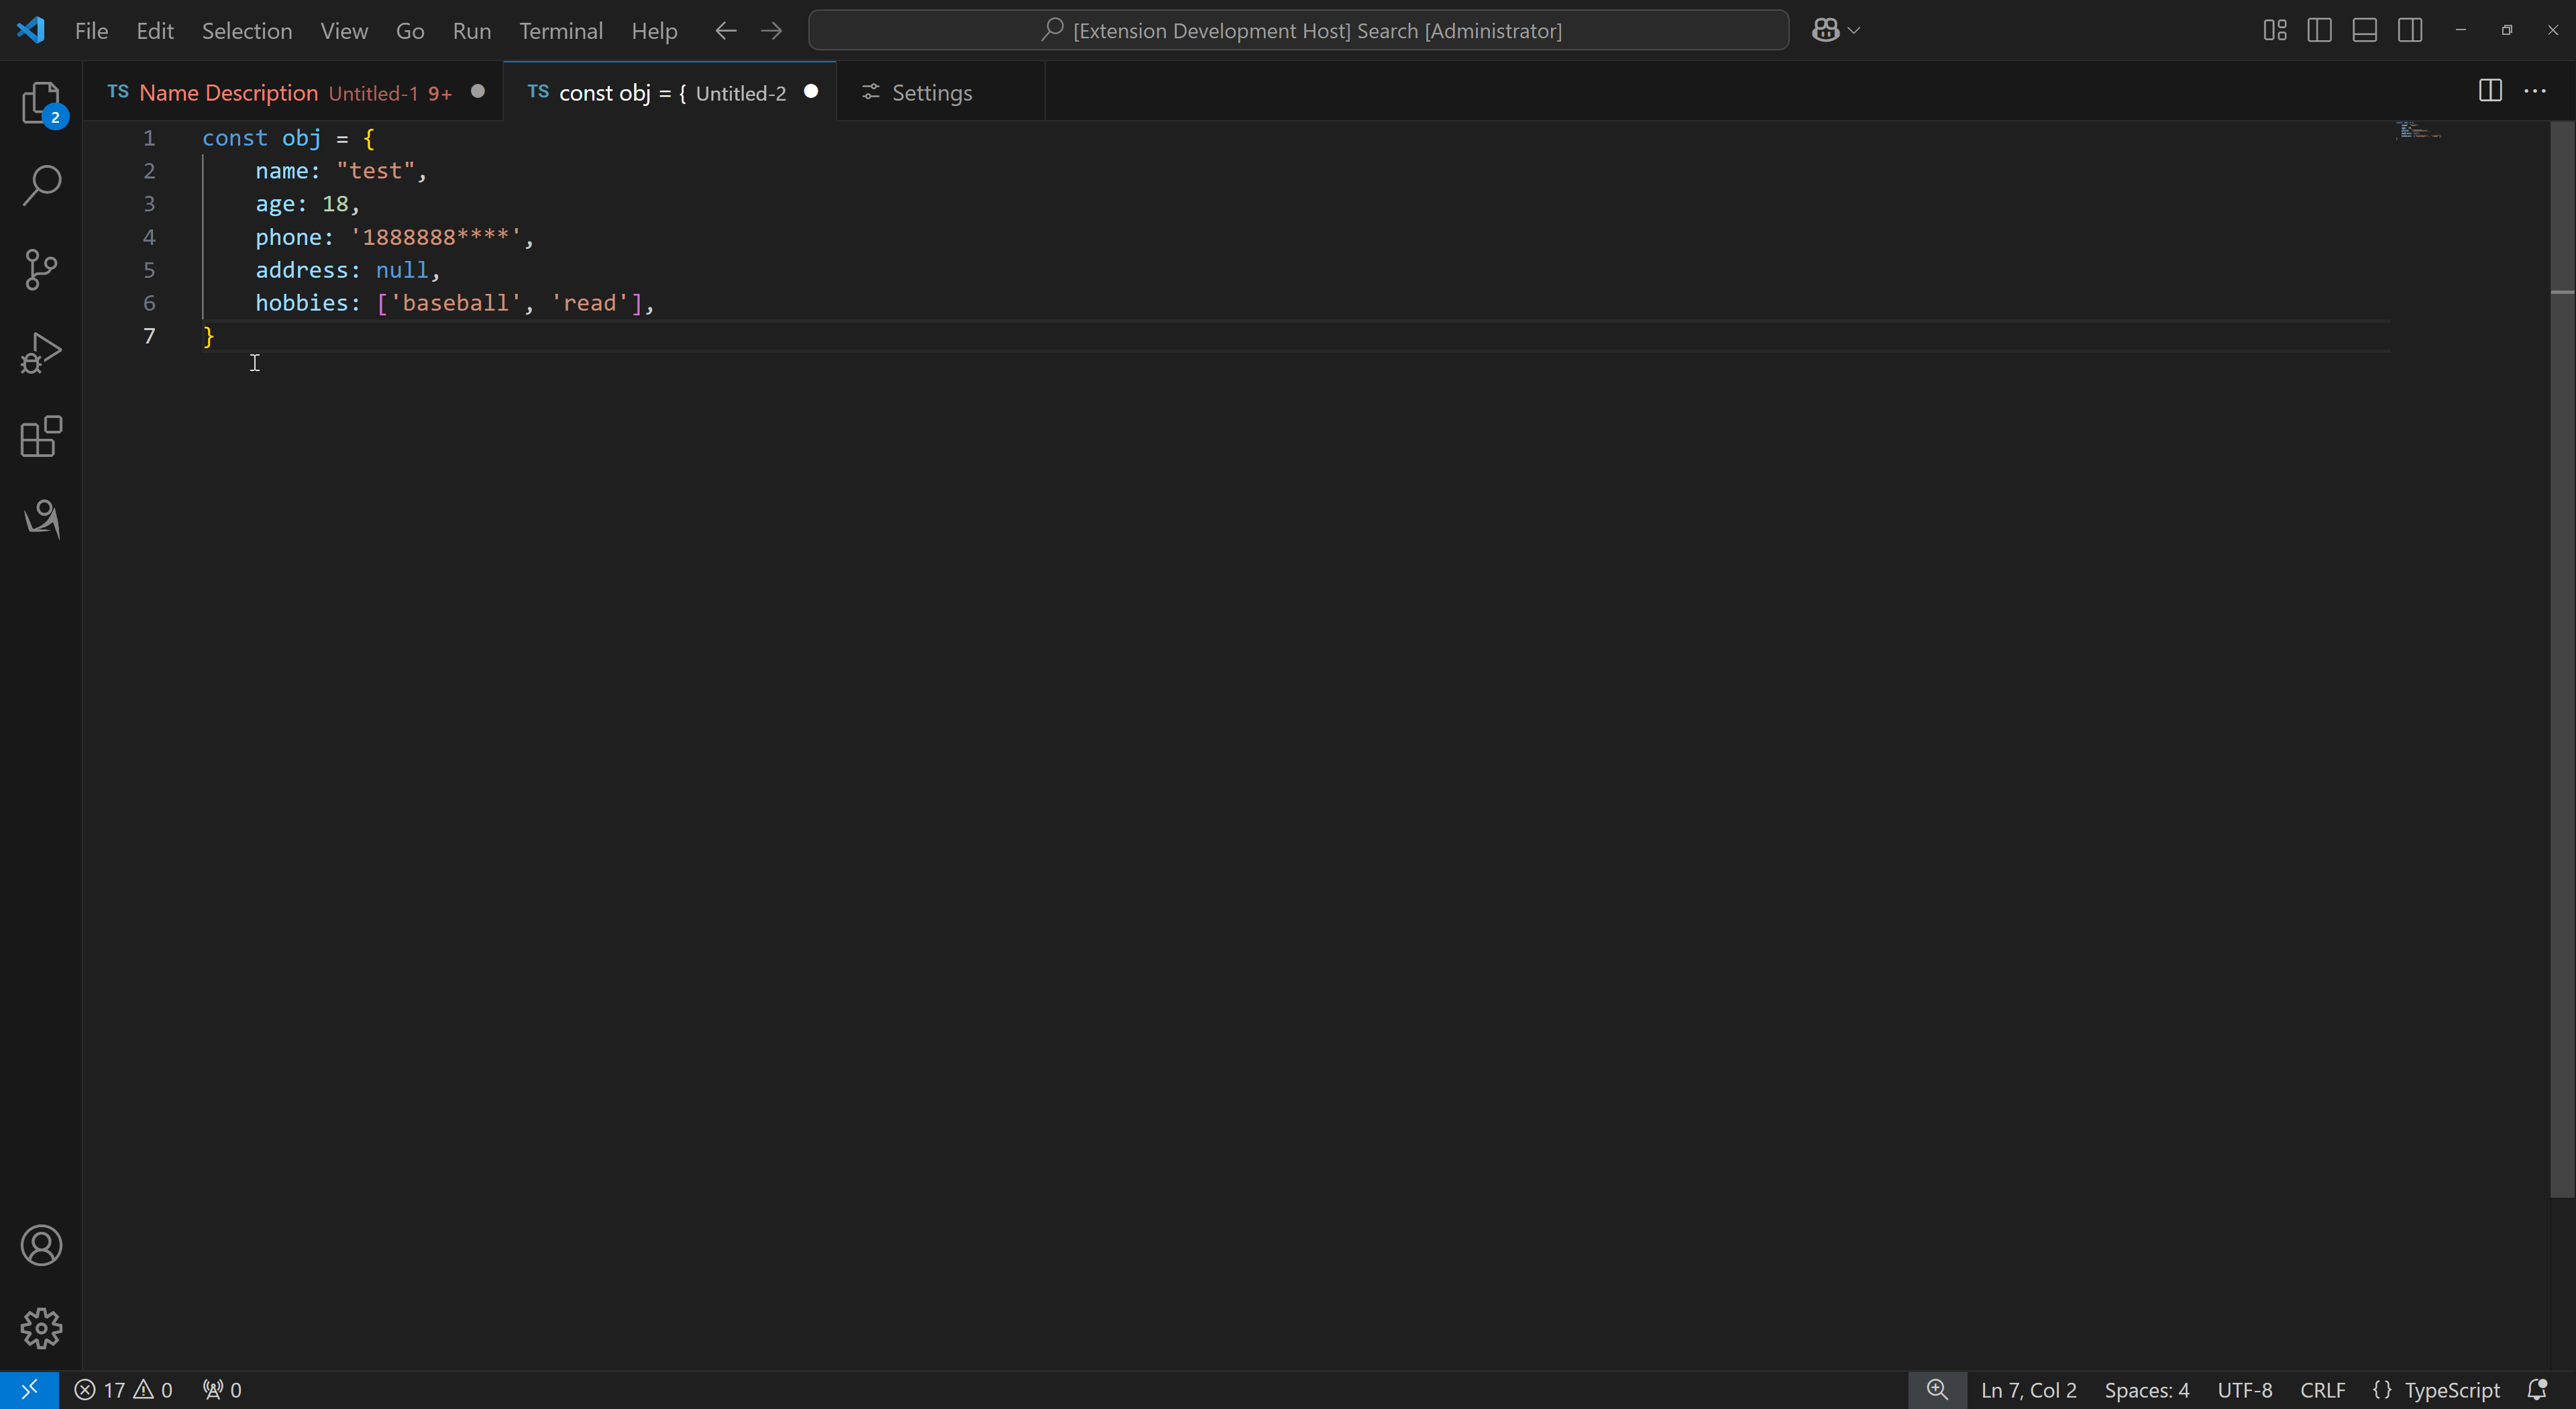 File Edit Selection View Go Run Terminal Help [Extension Development Host] Search [Administrator]
TS Name Description Untitled-1 9+ TS const obj = { Untitled-2 Settings
2
1 const obj = {
2     name: "test",
3     age: 18,
4     phone: '1888888****',
5     address: null,
6     hobbies: ['baseball', 'read'],
7 }
17 0 0 Ln 7, Col 2 Spaces: 4 UTF-8 CRLF {} TypeScript